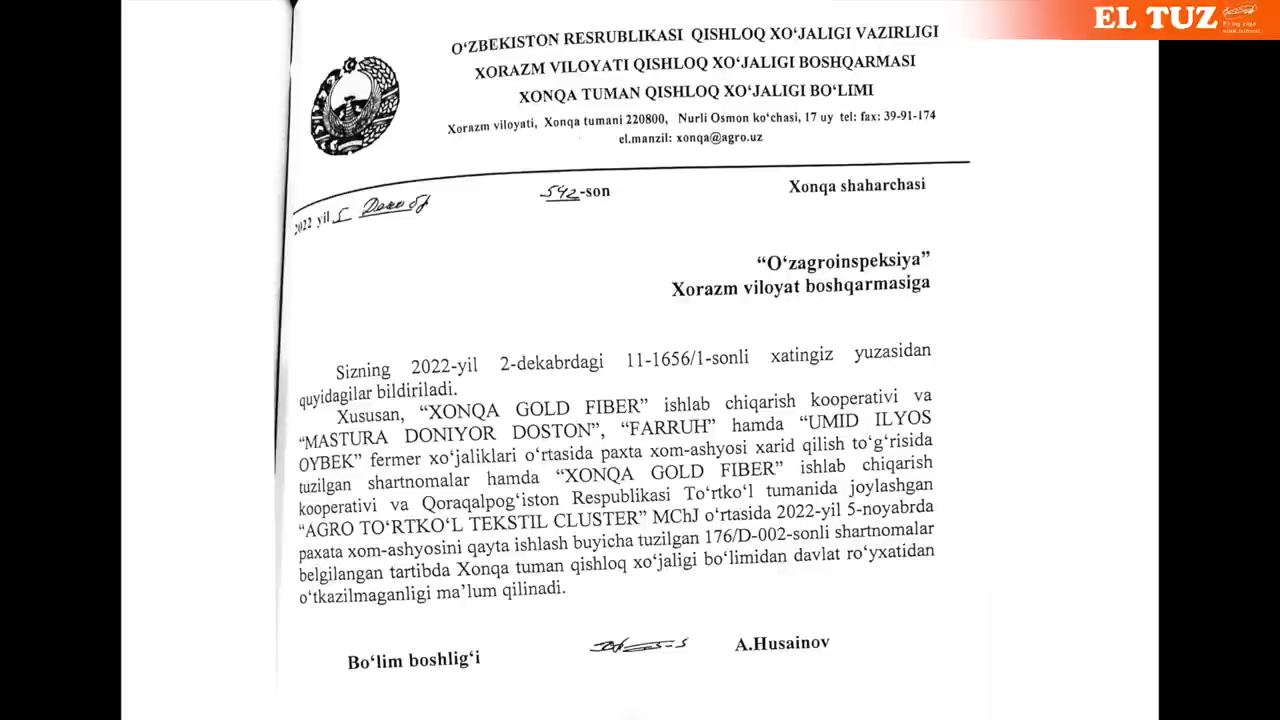 EL TUZ
O‘ZBEKISTON RESRUBLIKASI QISHLOQ XO‘JALIGI VAZIRLIGI
XORAZM VILOYATI QISHLOQ XO‘JALIGI BOSHQARMASI
XONQA TUMAN QISHLOQ XO‘JALIGI BO‘LIMI
Xorazm viloyati, Xonqa tumani 220800, Nurli Osmon ko‘chasi, 17 uy tel: fax: 39-91-174
el.manzil: xonqa@agro.uz
2022 yil 5 542-son Xonqa shaharchasi
“O‘zagroinspeksiya”
Xorazm viloyat boshqarmasiga
Sizning 2022-yil 2-dekabrdagi 11-1656/1-sonli xatingiz yuzasidan
quyidagilar bildiriladi.
Xususan, “XONQA GOLD FIBER” ishlab chiqarish kooperativi va
“MASTURA DONIYOR DOSTON”, “FARRUH” hamda “UMID ILYOS
OYBEK” fermer xo‘jaliklari o‘rtasida paxta xom-ashyosi xarid qilish to‘g‘risida
tuzilgan shartnomalar hamda “XONQA GOLD FIBER” ishlab chiqarish
kooperativi va Qoraqalpog‘iston Respublikasi To‘rtko‘l tumanida joylashgan
“AGRO TO‘RTKO‘L TEKSTIL CLUSTER” MChJ o‘rtasida 2022-yil 5-noyabrda
paxata xom-ashyosini qayta ishlash buyicha tuzilgan 176/D-002-sonli shartnomalar
belgilangan tartibda Xonqa tuman qishloq xo‘jaligi bo‘limidan davlat ro‘yxatidan
o‘tkazilmaganligi ma’lum qilinadi.
Bo‘lim boshlig‘i A.Husainov